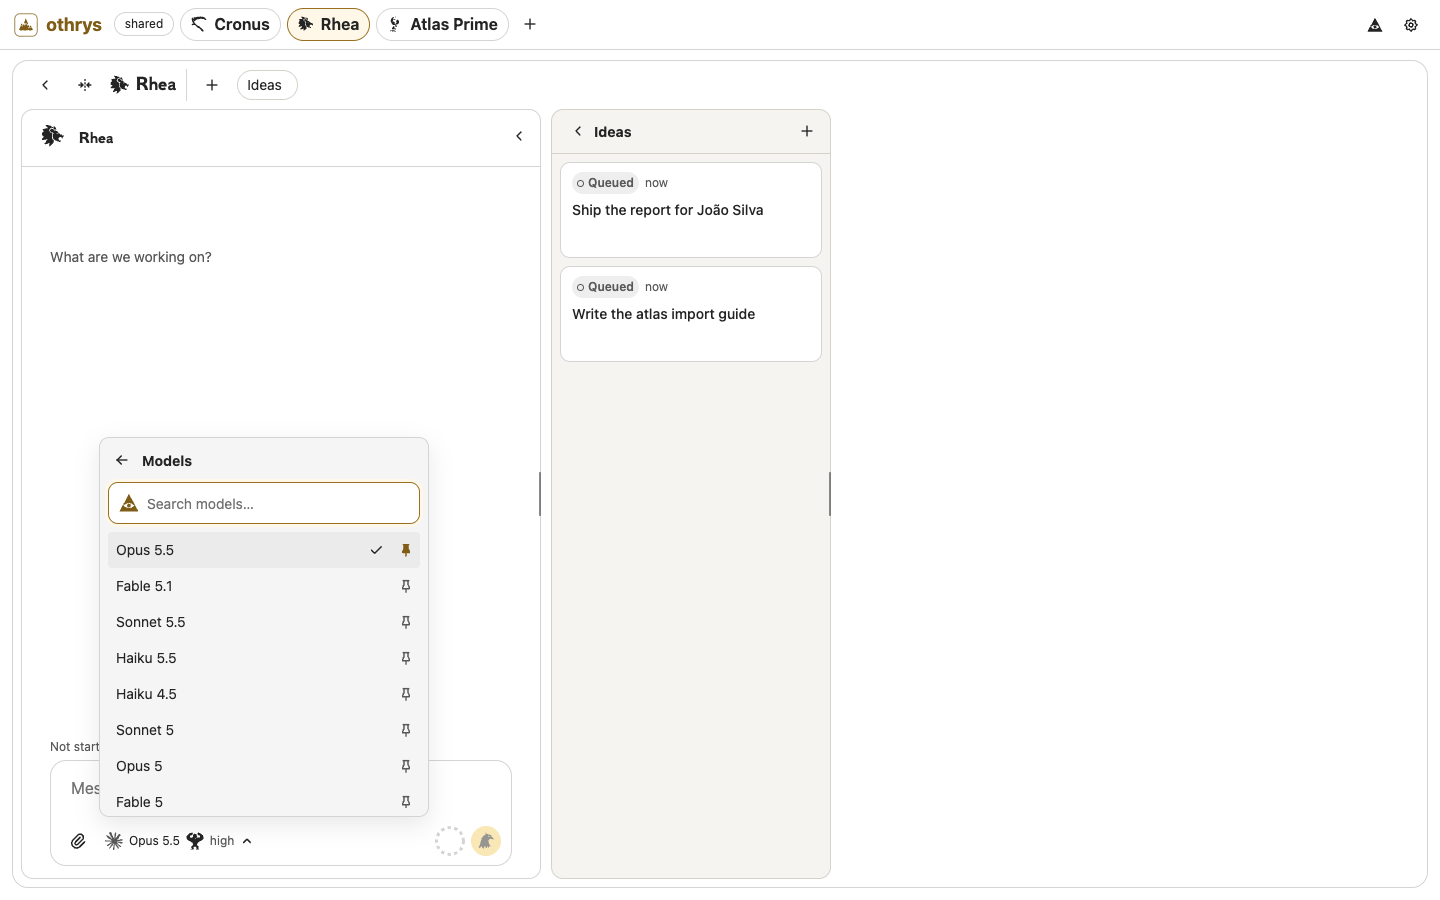 othrys
shared
Cronus
Rhea
Atlas Prime
Rhea
Ideas
Rhea
Ideas
Queued now
Ship the report for João Silva
Queued now
Write the atlas import guide
What are we working on?
Models
Search models...
Opus 5.5
Fable 5.1
Sonnet 5.5
Haiku 5.5
Haiku 4.5
Sonnet 5
Opus 5
Fable 5
Not start
Mes
Opus 5.5 high